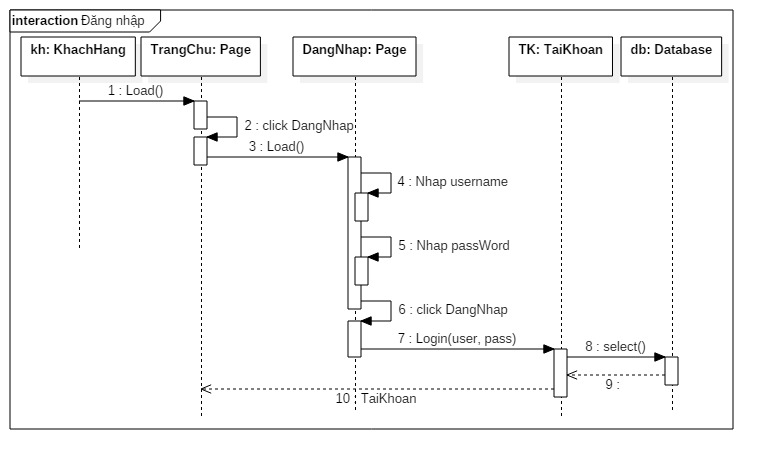 interaction Đăng nhập
kh: KhachHang
TrangChu: Page
DangNhap: Page
TK: TaiKhoan
db: Database
1 : Load()
2 : click DangNhap
3 : Load()
4 : Nhap username
5 : Nhap passWord
6 : click DangNhap
7 : Login(user, pass)
8 : select()
9 :
10 : TaiKhoan